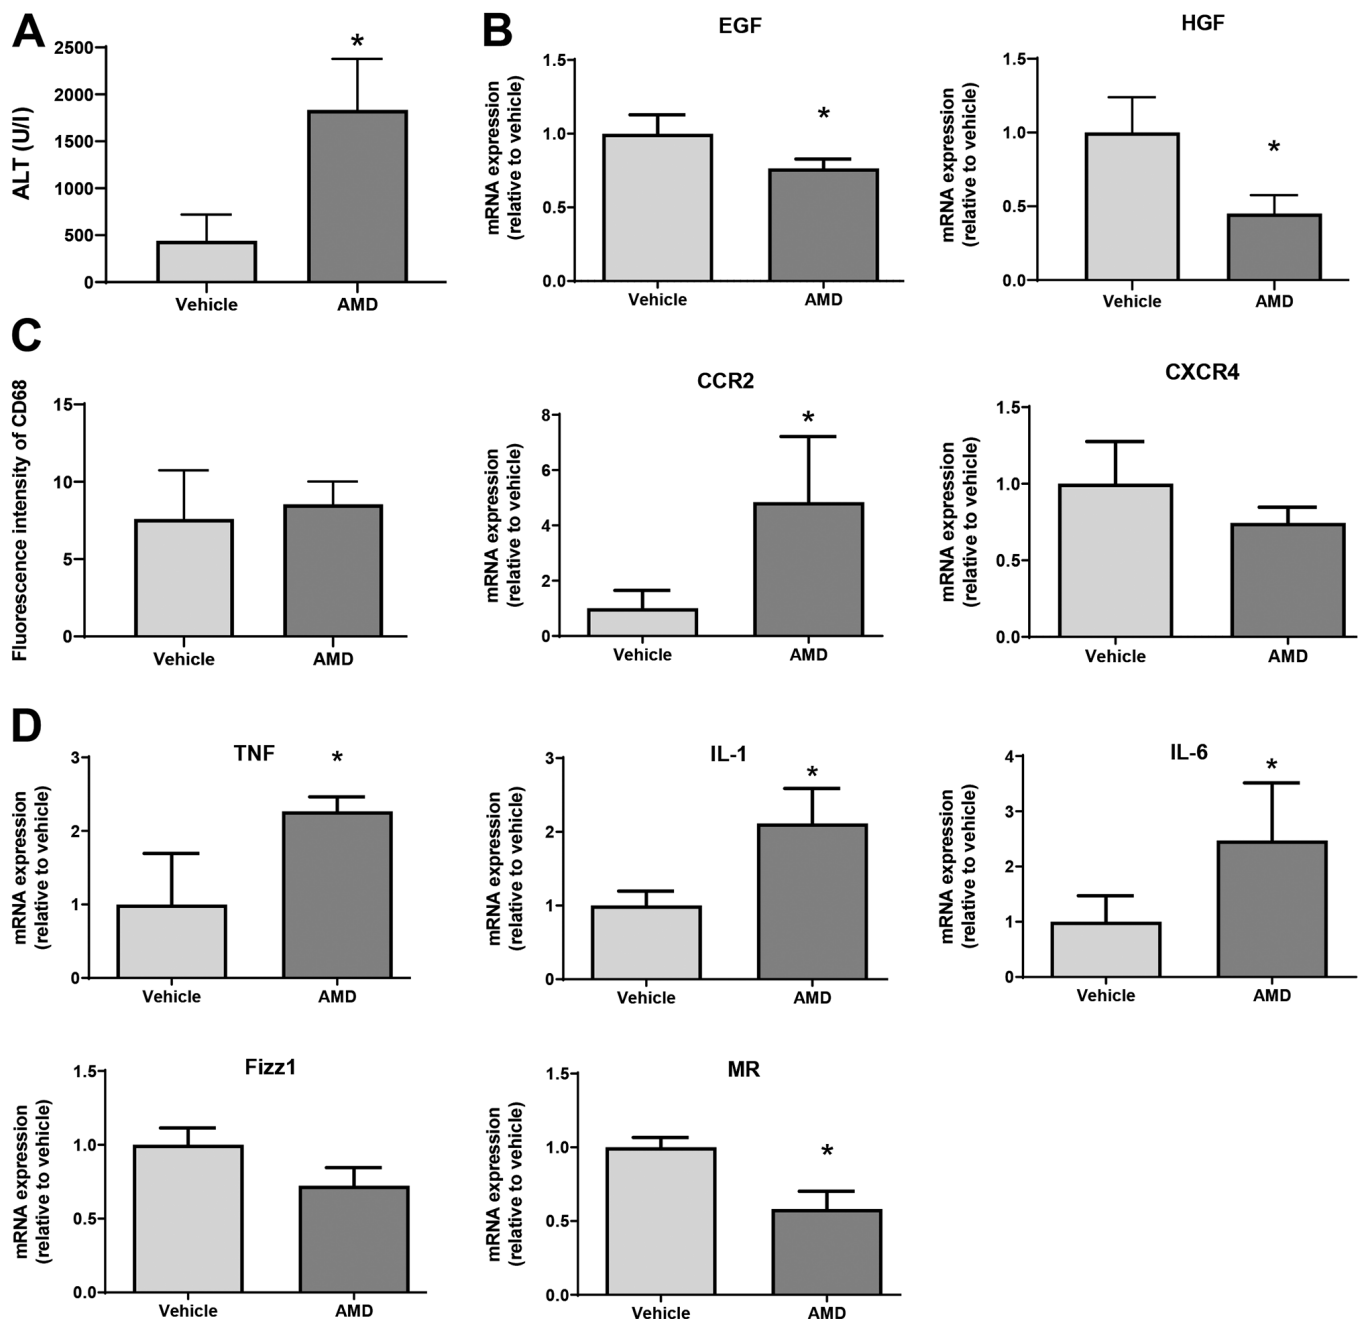 A
ALT (U/l)
2500
2000
1500
1000
500
0
*
Vehicle
AMD
B
EGF
mRNA expression
(relative to vehicle)
1.5
1.0
0.5
0.0
*
Vehicle
AMD
HGF
mRNA expression
(relative to vehicle)
1.5
1.0
0.5
0.0
*
Vehicle
AMD
C
Fluorescence intensity of CD68
15
10
5
0
Vehicle
AMD
CCR2
mRNA expression
(relative to vehicle)
8
6
4
2
0
*
Vehicle
AMD
CXCR4
mRNA expression
(relative to vehicle)
1.5
1.0
0.5
0.0
Vehicle
AMD
D
TNF
mRNA expression
(relative to vehicle)
3
2
1
0
*
Vehicle
AMD
IL-1
mRNA expression
(relative to vehicle)
3
2
1
0
*
Vehicle
AMD
IL-6
mRNA expression
(relative to vehicle)
4
3
2
1
0
*
Vehicle
AMD
Fizz1
mRNA expression
(relative to vehicle)
1.5
1.0
0.5
0.0
Vehicle
AMD
MR
mRNA expression
(relative to vehicle)
1.5
1.0
0.5
0.0
*
Vehicle
AMD